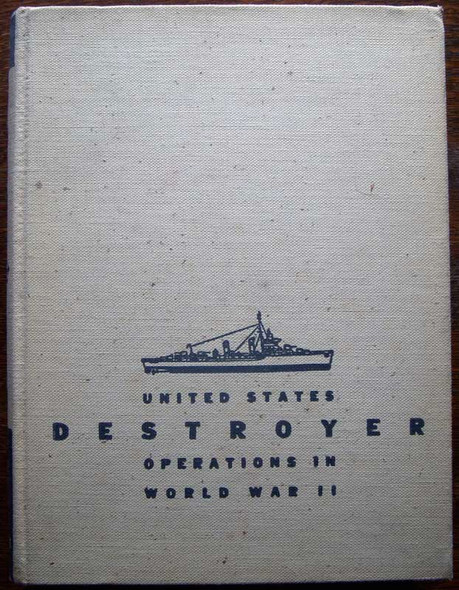 UNITED STATES
DESTROYER
OPERATIONS IN
WORLD WAR II